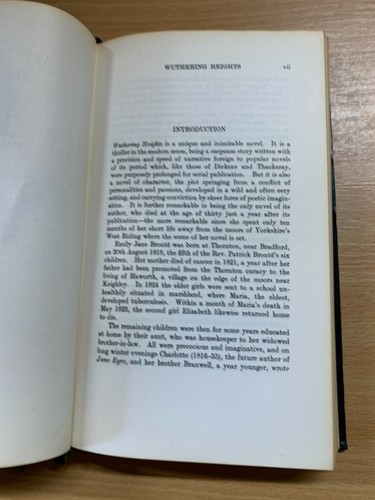 WUTHERING HEIGHTS vii
INTRODUCTION
Wuthering Heights is a unique and inimitable novel. It is a
thriller in the modern sense, being a suspense story written with
a precision and speed of narrative foreign to popular novels
of its period which, like those of Dickens and Thackeray,
were purposely prolonged for serial publication. But it is also
a novel of character, the plot springing from a conflict of
personalities and passions, developed in a wild and often eery
setting, and carrying conviction by sheer force of poetic imagin-
ation. It is further remarkable in being the only novel of its
author, who died at the age of thirty just a year after its
publication—the more remarkable since she spent only ten
months of her short life away from the moors of Yorkshire's
West Riding where the scene of her novel is set.
Emily Jane Brontë was born at Thornton, near Bradford,
on 20th August 1818, the fifth of the Rev. Patrick Brontë's six
children. Her mother died of cancer in 1821, a year after her
father had been promoted from the Thornton curacy to the
living of Haworth, a village on the edge of the moors near
Keighley. In 1824 the elder girls were sent to a school un-
healthily situated in marshland, where Maria, the eldest,
developed tuberculosis. Within a month of Maria's death in
May 1825, the second girl Elizabeth likewise returned home
to die.
The remaining children were then for some years educated
at home by their aunt, who was housekeeper to her widowed
brother-in-law. All were precocious and imaginative, and on
long winter evenings Charlotte (1816–55), the future author of
Jane Eyre, and her brother Branwell, a year younger, wrote